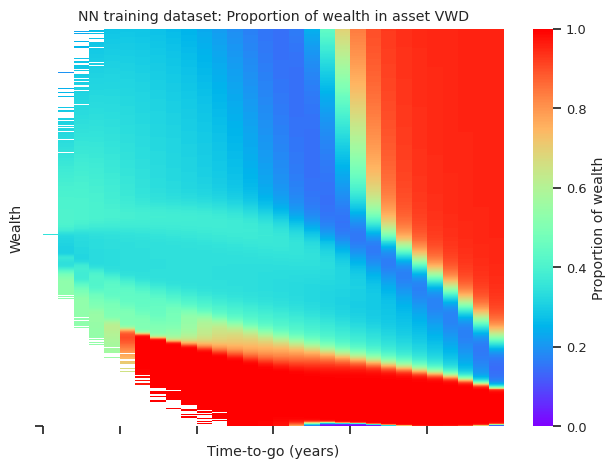 NN training dataset: Proportion of wealth in asset VWD
Wealth
Time-to-go (years)
1.0
0.8
0.6
0.4
0.2
0.0
Proportion of wealth